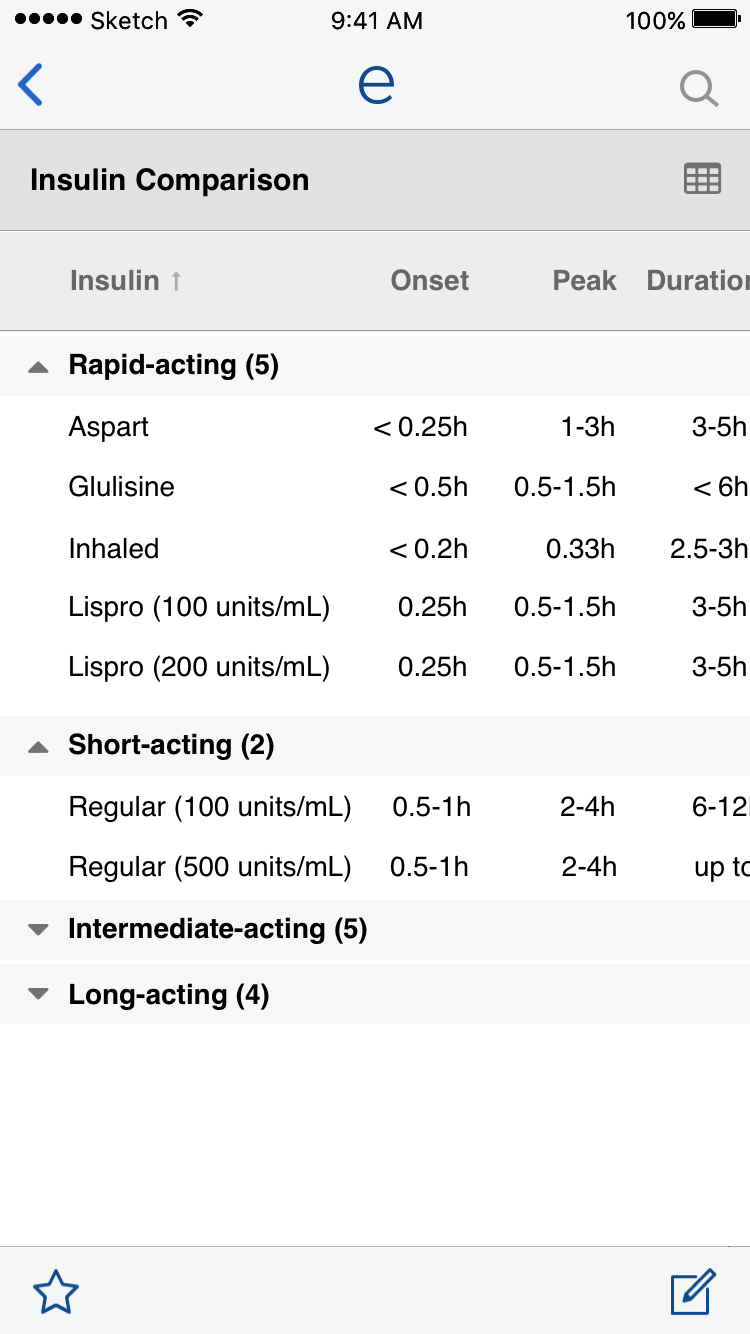 Sketch 9:41 AM 100%
e
Insulin Comparison
Insulin ↑ Onset Peak Duration
Rapid-acting (5)
Aspart < 0.25h 1-3h 3-5h
Glulisine < 0.5h 0.5-1.5h < 6h
Inhaled < 0.2h 0.33h 2.5-3h
Lispro (100 units/mL) 0.25h 0.5-1.5h 3-5h
Lispro (200 units/mL) 0.25h 0.5-1.5h 3-5h
Short-acting (2)
Regular (100 units/mL) 0.5-1h 2-4h 6-12h
Regular (500 units/mL) 0.5-1h 2-4h up to
Intermediate-acting (5)
Long-acting (4)